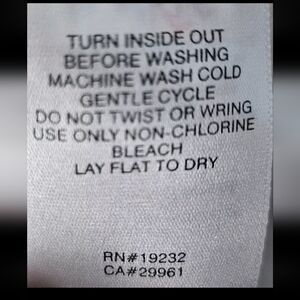 TURN INSIDE OUT
BEFORE WASHING
MACHINE WASH COLD
GENTLE CYCLE
DO NOT TWIST OR WRING
USE ONLY NON-CHLORINE
BLEACH
LAY FLAT TO DRY
RN#19232
CA#29961